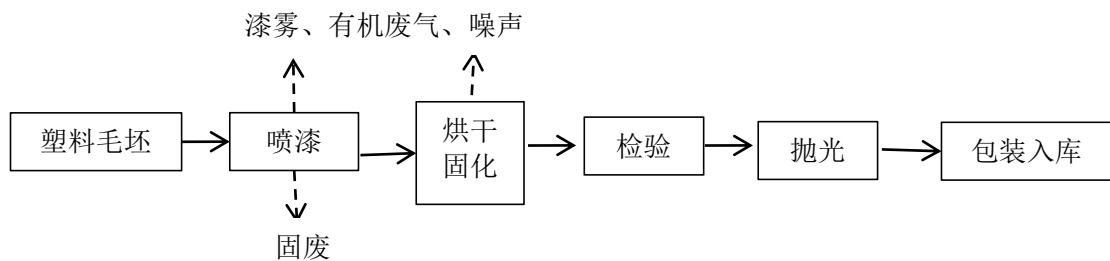 漆雾、有机废气、噪声
塑料毛坯
喷漆
烘干
固化
检验
抛光
包装入库
固废